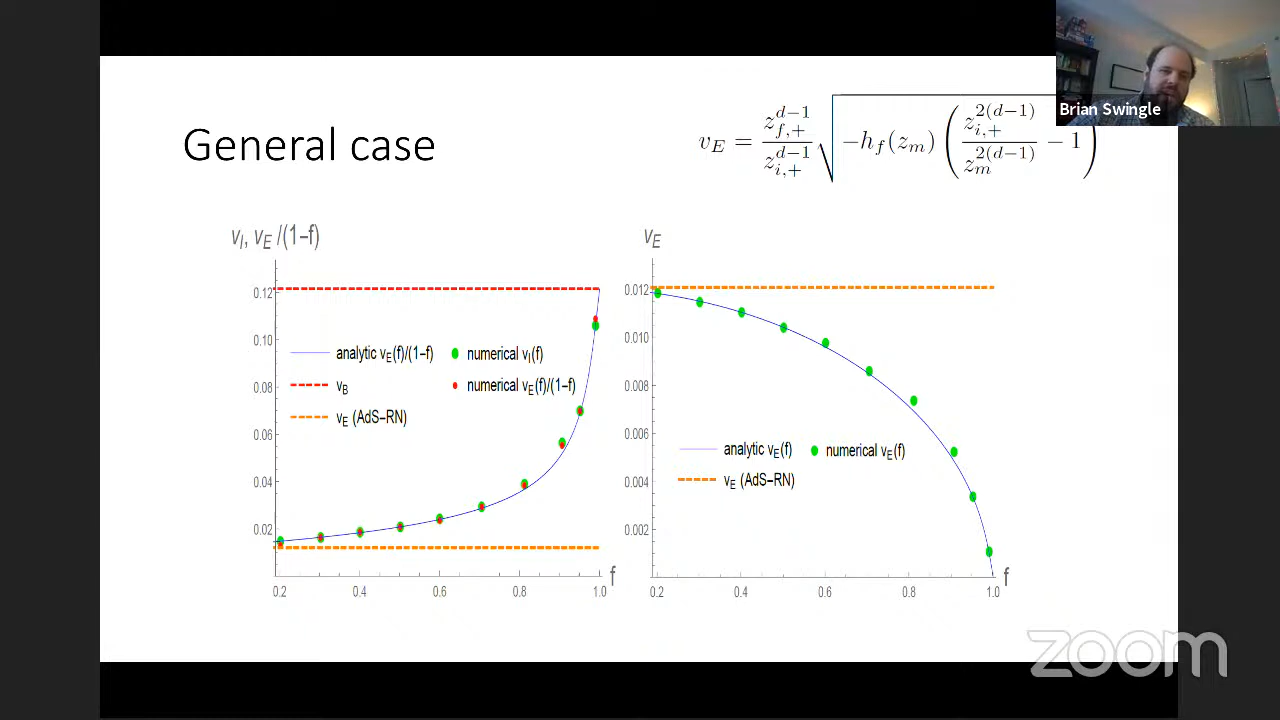 Brian Swingle
General case
v_E = \frac{z_{f,+}^{d-1}}{z_{i,+}^{d-1}} \sqrt{-h_f(z_m) \left( \frac{z_{i,+}^{2(d-1)}}{z_m^{2(d-1)}} - 1 \right)}
v_I, v_E /(1–f)
0.12
0.10
0.08
0.06
0.04
0.02
analytic v_E(f)/(1–f)
numerical v_I(f)
v_B
numerical v_E(f)/(1–f)
v_E (AdS–RN)
0.2 0.4 0.6 0.8 1.0
f
v_E
0.012
0.010
0.008
0.006
0.004
0.002
analytic v_E(f)
numerical v_E(f)
v_E (AdS–RN)
0.2 0.4 0.6 0.8 1.0
f
zoom